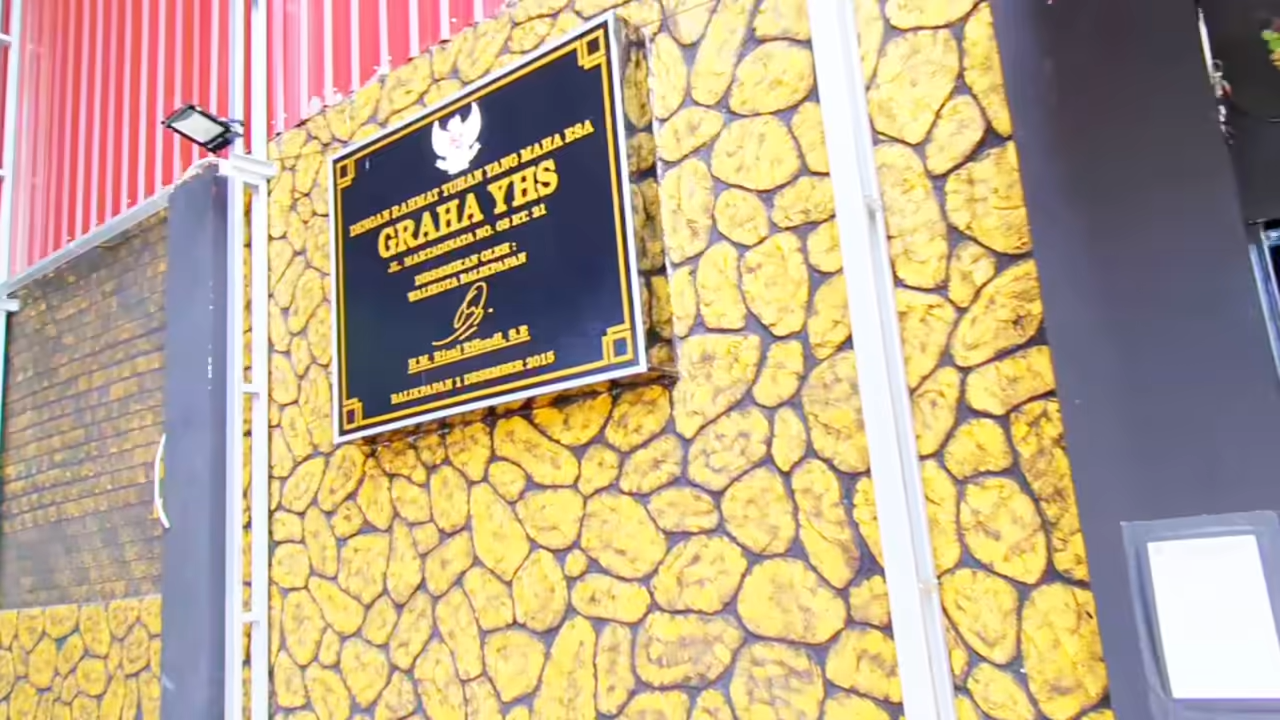 DENGAN RAHMAT TUHAN YANG MAHA ESA
GRAHA YHS
JL. MARTADINATA NO. 03 RT. 21
DIRESMIKAN OLEH :
WALIKOTA BALIKPAPAN
H.M. Rizal Effendi, S.E
BALIKPAPAN 1 DESEMBER 2015